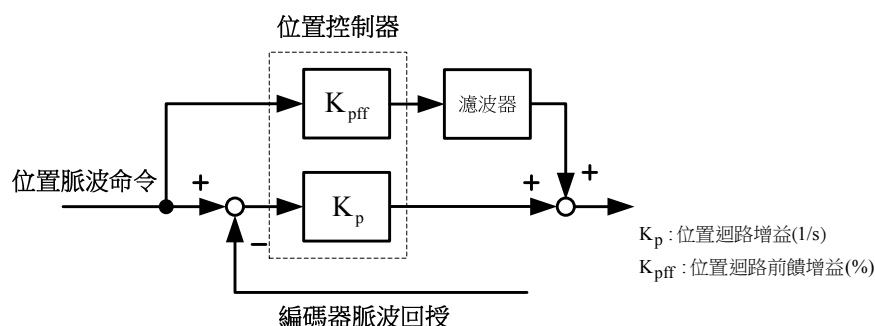 位置控制器
Kpff
濾波器
位置脈波命令
+
+
+
Kp
−
Kp : 位置迴路增益(1/s)
Kpff : 位置迴路前饋增益(%)
編碼器脈波回授